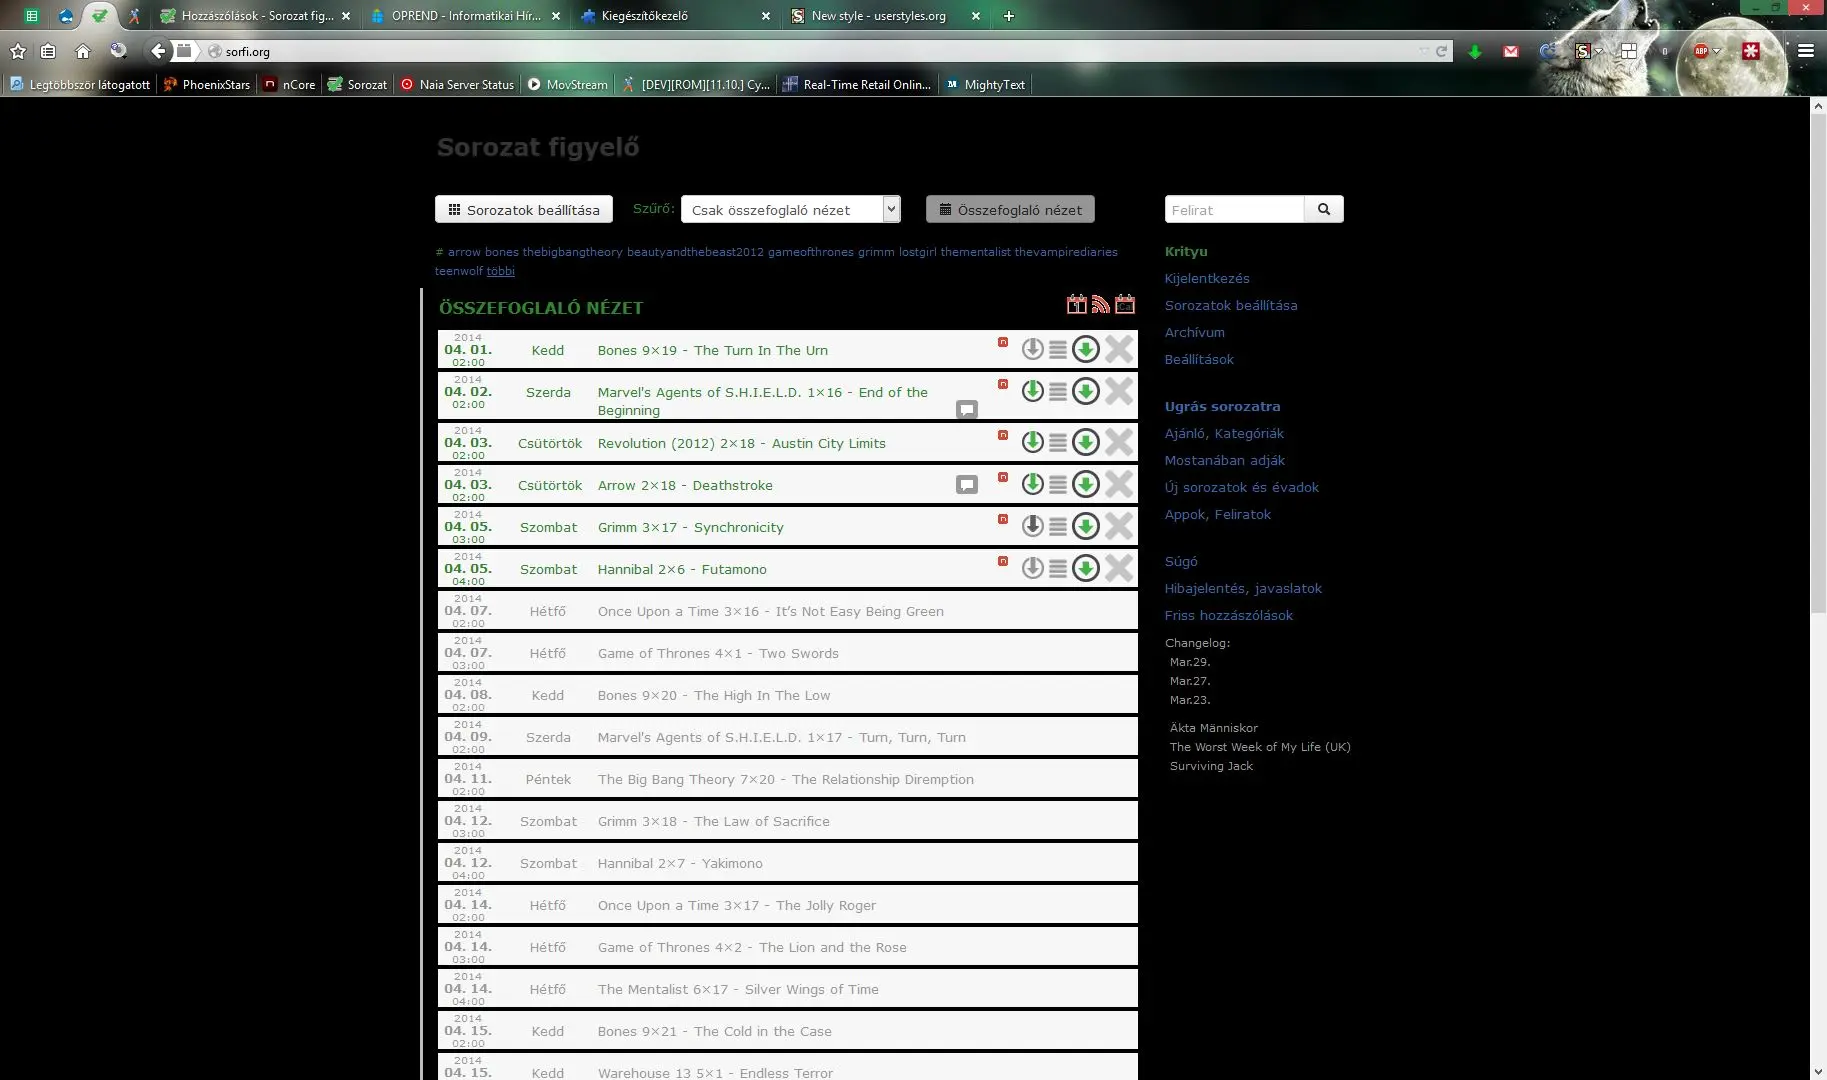 Hozzászólások - Sorozat fig...
OPREND - Informatikai Hír...
Kiegészítőkezelő
New style - userstyles.org
sorfi.org
ABP
Legtöbbször látogatott
PhoenixStars
nCore
Sorozat
Naia Server Status
MovStream
[DEV][ROM][11.10.] Cy...
Real-Time Retail Onlin...
MightyText
Sorozat figyelő
Sorozatok beállítása
Szűrő:
Csak összefoglaló nézet
Összefoglaló nézet
Felirat
# arrow bones thebigbangtheory beautyandthebeast2012 gameofthrones grimm lostgirl thementalist thevampirediaries
teenwolf többi
ÖSSZEFOGLALÓ NÉZET
2014
04. 01. Kedd Bones 9×19 - The Turn In The Urn
02:00
2014
04. 02. Szerda Marvel's Agents of S.H.I.E.L.D. 1×16 - End of the
02:00 Beginning
2014
04. 03. Csütörtök Revolution (2012) 2×18 - Austin City Limits
02:00
2014
04. 03. Csütörtök Arrow 2×18 - Deathstroke
02:00
2014
04. 05. Szombat Grimm 3×17 - Synchronicity
03:00
2014
04. 05. Szombat Hannibal 2×6 - Futamono
04:00
2014
04. 07. Hétfő Once Upon a Time 3×16 - It's Not Easy Being Green
02:00
2014
04. 07. Hétfő Game of Thrones 4×1 - Two Swords
03:00
2014
04. 08. Kedd Bones 9×20 - The High In The Low
02:00
2014
04. 09. Szerda Marvel's Agents of S.H.I.E.L.D. 1×17 - Turn, Turn, Turn
02:00
2014
04. 11. Péntek The Big Bang Theory 7×20 - The Relationship Diremption
02:00
2014
04. 12. Szombat Grimm 3×18 - The Law of Sacrifice
03:00
2014
04. 12. Szombat Hannibal 2×7 - Yakimono
04:00
2014
04. 14. Hétfő Once Upon a Time 3×17 - The Jolly Roger
02:00
2014
04. 14. Hétfő Game of Thrones 4×2 - The Lion and the Rose
03:00
2014
04. 14. Hétfő The Mentalist 6×17 - Silver Wings of Time
04:00
2014
04. 15. Kedd Bones 9×21 - The Cold in the Case
02:00
2014
04. 15. Kedd Warehouse 13 5×1 - Endless Terror
Krityu
Kijelentkezés
Sorozatok beállítása
Archívum
Beállítások
Ugrás sorozatra
Ajánló, Kategóriák
Mostanában adják
Új sorozatok és évadok
Appok, Feliratok
Súgó
Hibajelentés, javaslatok
Friss hozzászólások
Changelog:
Mar.29.
Mar.27.
Mar.23.
Äkta Människor
The Worst Week of My Life (UK)
Surviving Jack